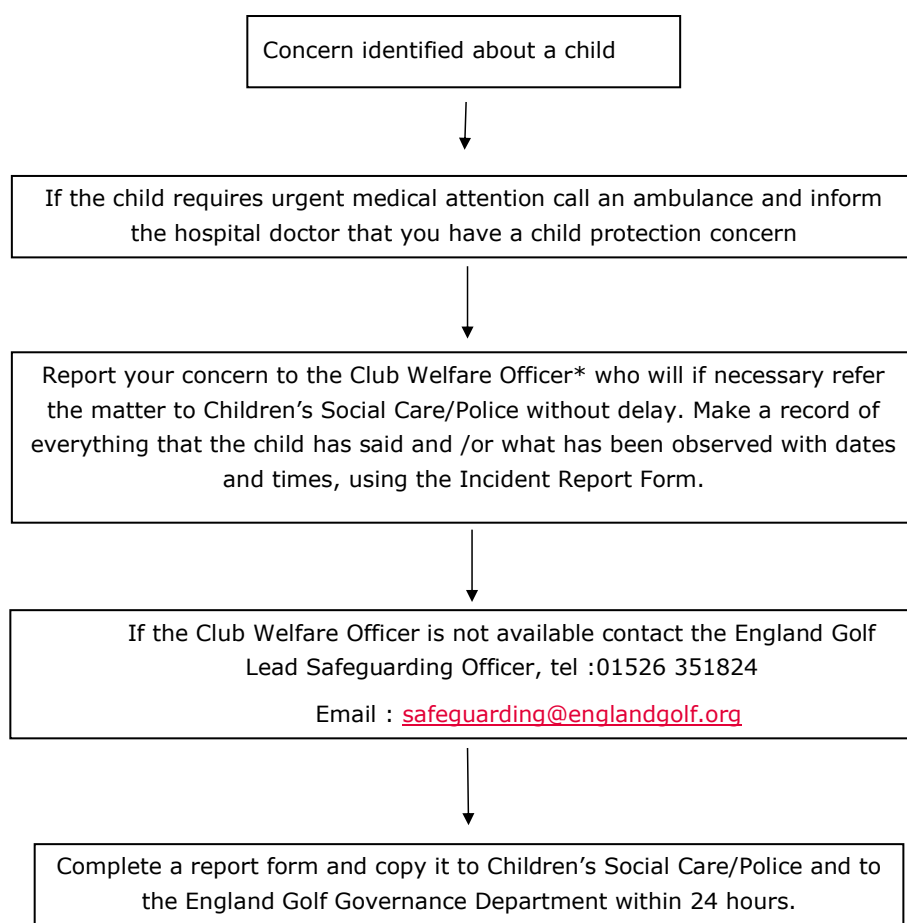 Concern identified about a child
If the child requires urgent medical attention call an ambulance and inform
the hospital doctor that you have a child protection concern
Report your concern to the Club Welfare Officer* who will if necessary refer
the matter to Children’s Social Care/Police without delay. Make a record of
everything that the child has said and /or what has been observed with dates
and times, using the Incident Report Form.
If the Club Welfare Officer is not available contact the England Golf
Lead Safeguarding Officer, tel :01526 351824
Email : safeguarding@englandgolf.org
Complete a report form and copy it to Children’s Social Care/Police and to
the England Golf Governance Department within 24 hours.